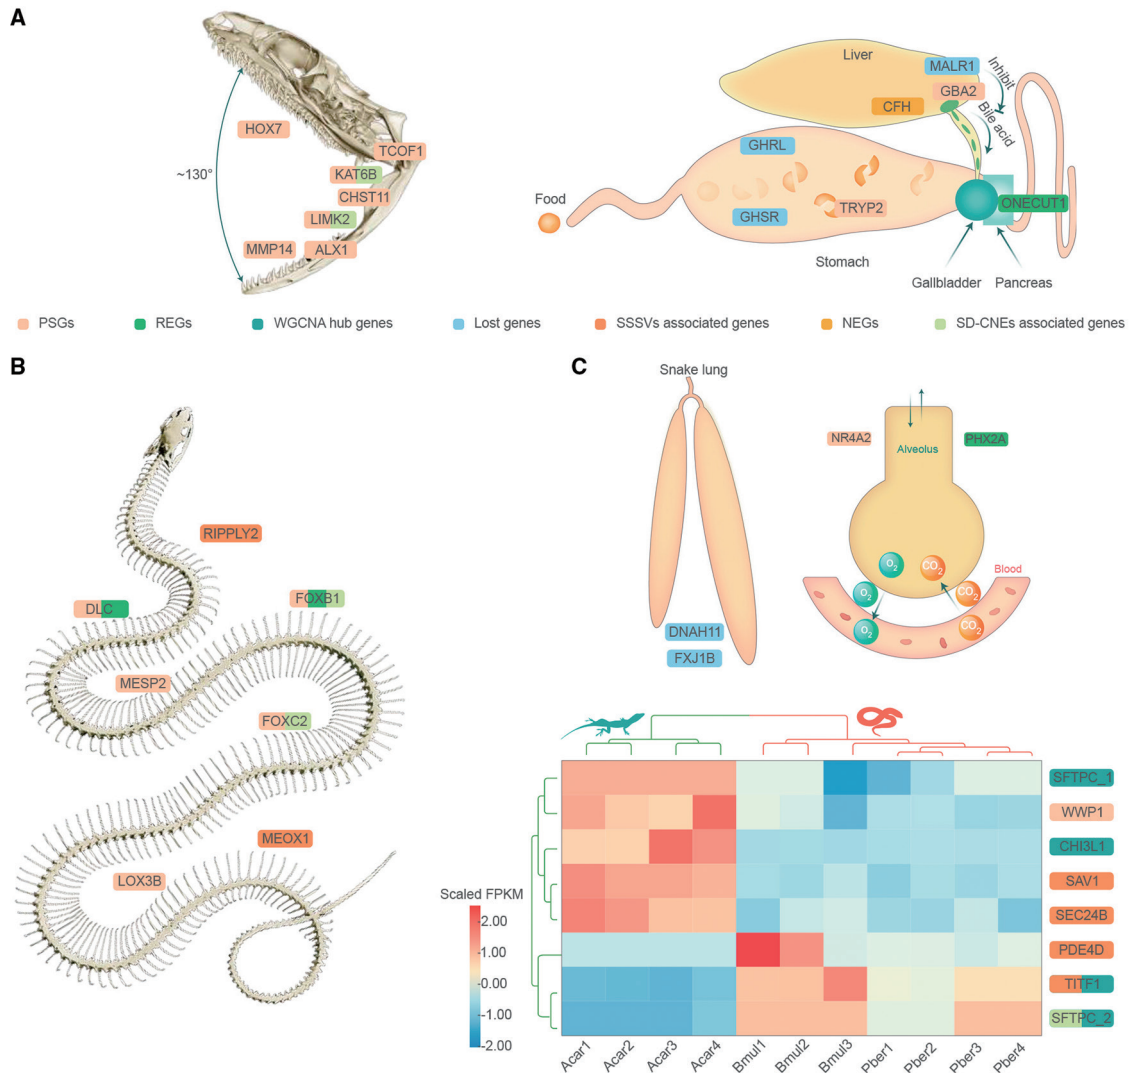 A
HOX7
TCOF1
KAT6B
CHST11
LIMK2
MMP14
ALX1
~130°
Liver
MALR1
GBA2
CFH
Inhibit
Bile acid
GHRL
GHSR
TRYP2
ONECUT1
Food
Stomach
Gallbladder
Pancreas
PSGs
REGs
WGCNA hub genes
Lost genes
SSSVs associated genes
NEGs
SD-CNEs associated genes
B
RIPPLY2
DLC
FOXB1
MESP2
FOXC2
MEOX1
LOX3B
C
Snake lung
DNAH11
FXJ1B
NR4A2
PHX2A
Alveolus
O2
CO2
Blood
O2
CO2
O2
CO2
SFTPC_1
WWP1
CHI3L1
SAV1
SEC24B
PDE4D
TITF1
SFTPC_2
Scaled FPKM
-2.00
-1.00
0.00
-1.00
-2.00
Acar1
Acar2
Acar3
Acar4
Bmul1
Bmul2
Bmul3
Pber1
Pber2
Pber3
Pber4